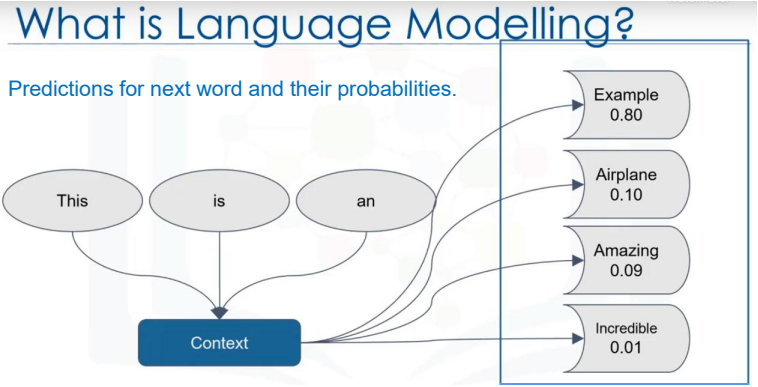 What is Language Modelling?
Predictions for next word and their probabilities.
This
is
an
Context
Example
0.80
Airplane
0.10
Amazing
0.09
Incredible
0.01